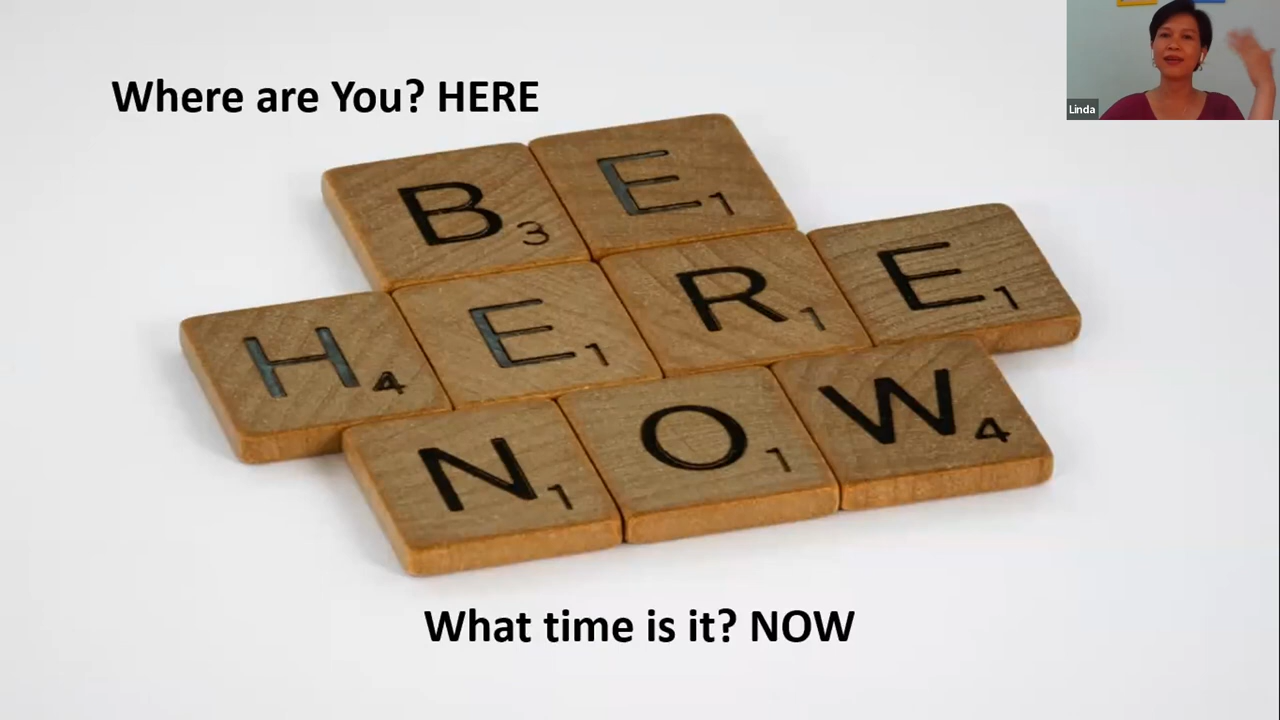 Where are You? HERE
Linda
B3 E1
H4 E1 R1 E1
N1 O1 W4
What time is it? NOW